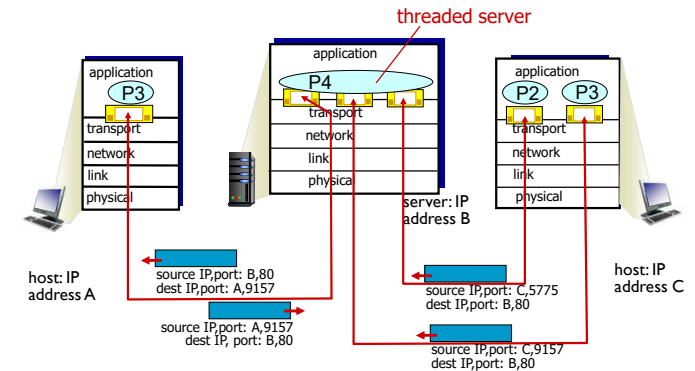 threaded server
application
P3
transport
network
link
physical
host: IP
address A
application
P4
transport
network
link
physical
server: IP
address B
application
P2
P3
transport
network
link
physical
host: IP
address C
source IP,port: B,80
dest IP,port: A,9157
source IP,port: A,9157
dest IP, port: B,80
source IP,port: C,5775
dest IP,port: B,80
source IP,port: C,9157
dest IP,port: B,80